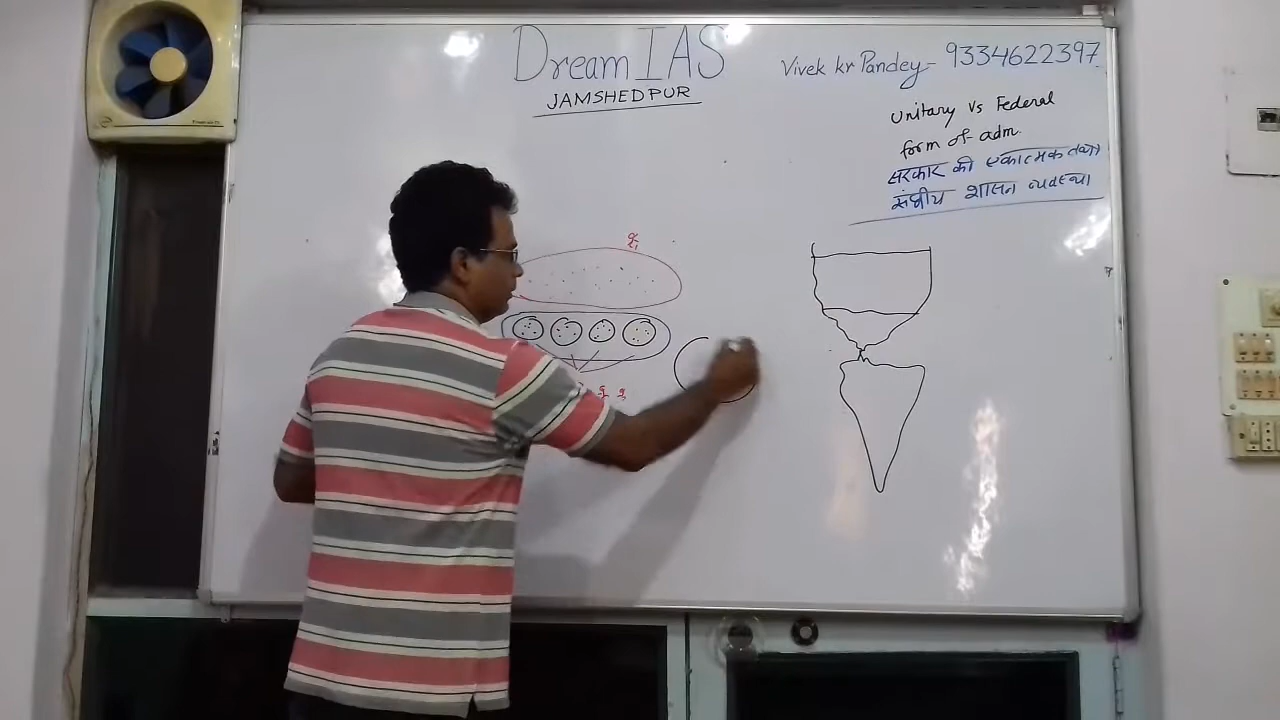 Dream IAS
JAMSHEDPUR
Vivek kr Pandey - 9334622397
Unitary Vs Federal
form of adm.
सरकार की एकात्मक तथा
संघीय शासन व्यवस्था